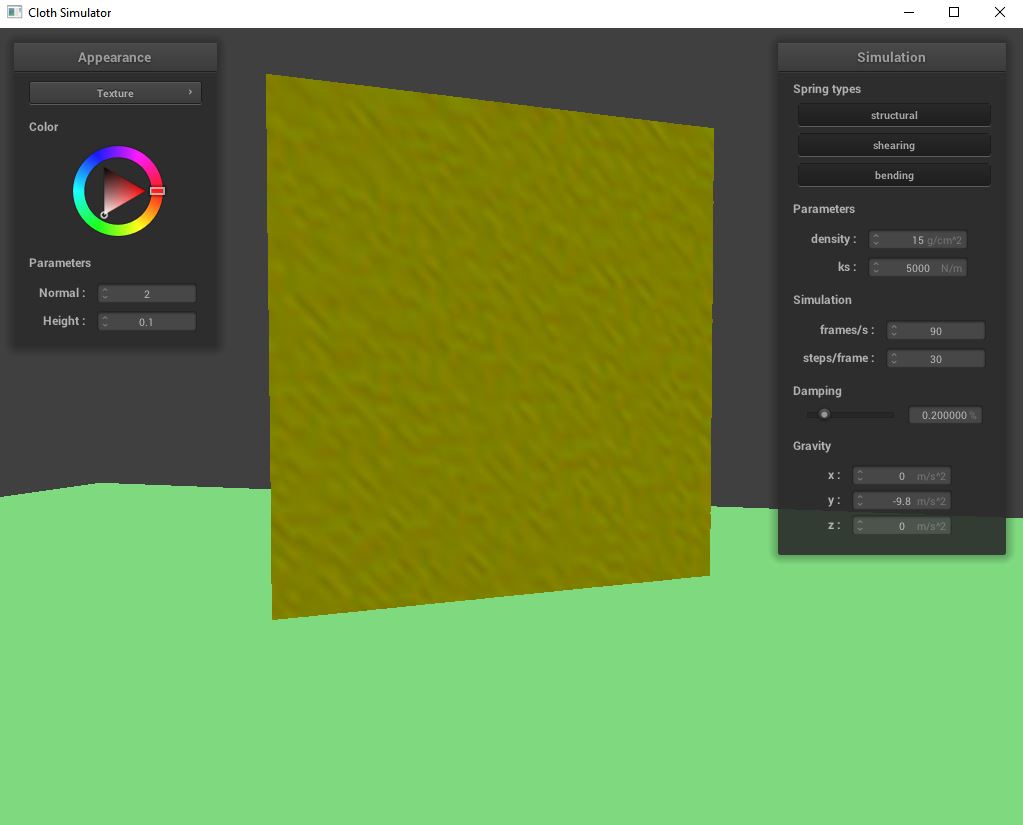 Cloth Simulator
Appearance
Texture
Color
Parameters
Normal : 2
Height : 0.1
Simulation
Spring types
structural
shearing
bending
Parameters
density : 15 g/cm^2
ks : 5000 N/m
Simulation
frames/s : 90
steps/frame : 30
Damping
0.200000 %
Gravity
x : 0 m/s^2
y : -9.8 m/s^2
z : 0 m/s^2